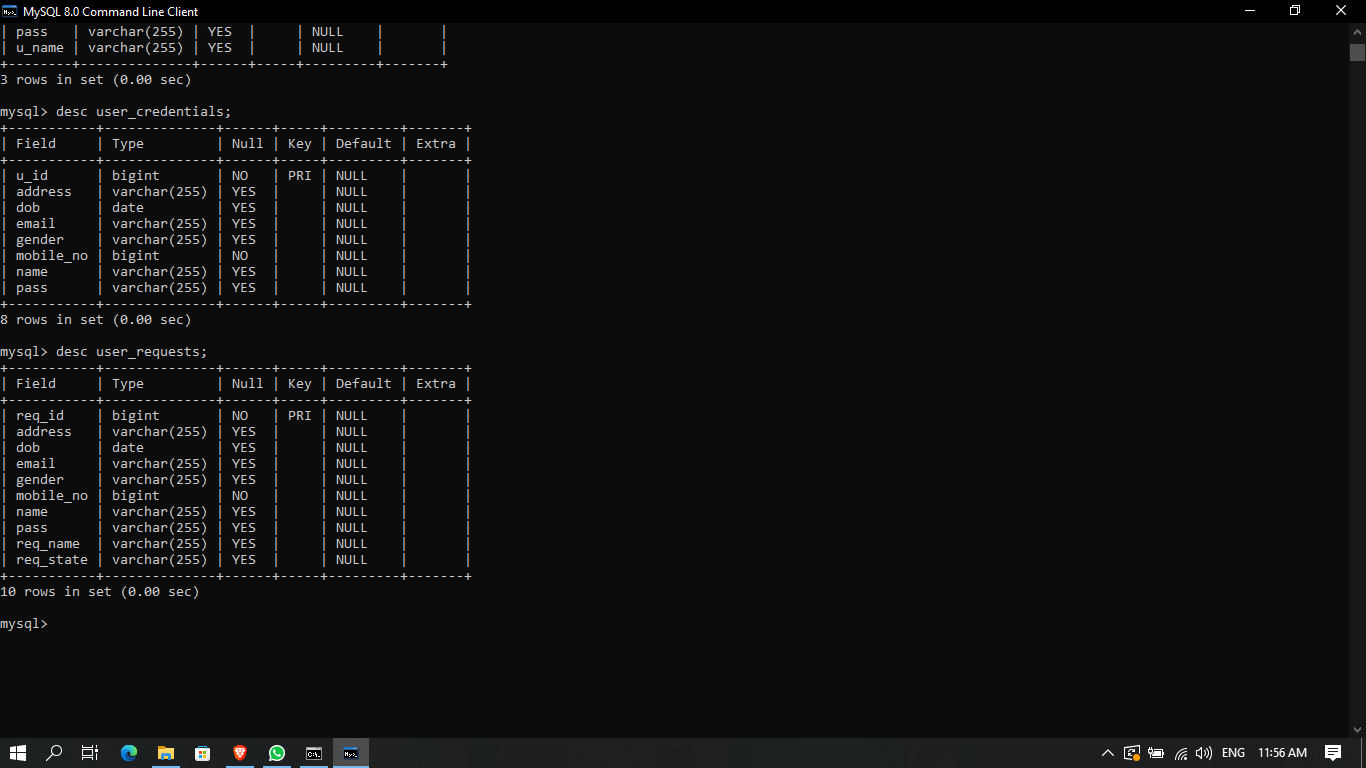 MySQL 8.0 Command Line Client
| pass   | varchar(255) | YES  |     | NULL    |       |
| u_name | varchar(255) | YES  |     | NULL    |       |
+--------+--------------+------+-----+---------+-------+
3 rows in set (0.00 sec)
mysql> desc user_credentials;
+-----------+--------------+------+-----+---------+-------+
| Field     | Type         | Null | Key | Default | Extra |
+-----------+--------------+------+-----+---------+-------+
| u_id      | bigint       | NO   | PRI | NULL    |       |
| address   | varchar(255) | YES  |     | NULL    |       |
| dob       | date         | YES  |     | NULL    |       |
| email     | varchar(255) | YES  |     | NULL    |       |
| gender    | varchar(255) | YES  |     | NULL    |       |
| mobile_no | bigint       | NO   |     | NULL    |       |
| name      | varchar(255) | YES  |     | NULL    |       |
| pass      | varchar(255) | YES  |     | NULL    |       |
+-----------+--------------+------+-----+---------+-------+
8 rows in set (0.00 sec)
mysql> desc user_requests;
+-----------+--------------+------+-----+---------+-------+
| Field     | Type         | Null | Key | Default | Extra |
+-----------+--------------+------+-----+---------+-------+
| req_id    | bigint       | NO   | PRI | NULL    |       |
| address   | varchar(255) | YES  |     | NULL    |       |
| dob       | date         | YES  |     | NULL    |       |
| email     | varchar(255) | YES  |     | NULL    |       |
| gender    | varchar(255) | YES  |     | NULL    |       |
| mobile_no | bigint       | NO   |     | NULL    |       |
| name      | varchar(255) | YES  |     | NULL    |       |
| pass      | varchar(255) | YES  |     | NULL    |       |
| req_name  | varchar(255) | YES  |     | NULL    |       |
| req_state | varchar(255) | YES  |     | NULL    |       |
+-----------+--------------+------+-----+---------+-------+
10 rows in set (0.00 sec)
mysql>
ENG 11:56 AM